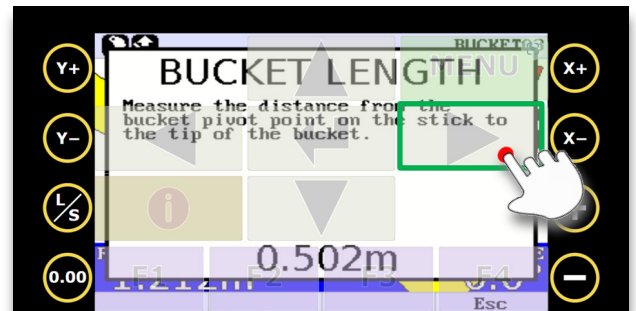 BUCKET03
Y+
X+
BUCKET LENGTH
MENU
Measure the distance from the
bucket pivot point on the stick to
the tip of the bucket.
Y-
X-
L/S
i
0.502m
0.00
F1
F2
F3
F4
1.212m
Esc